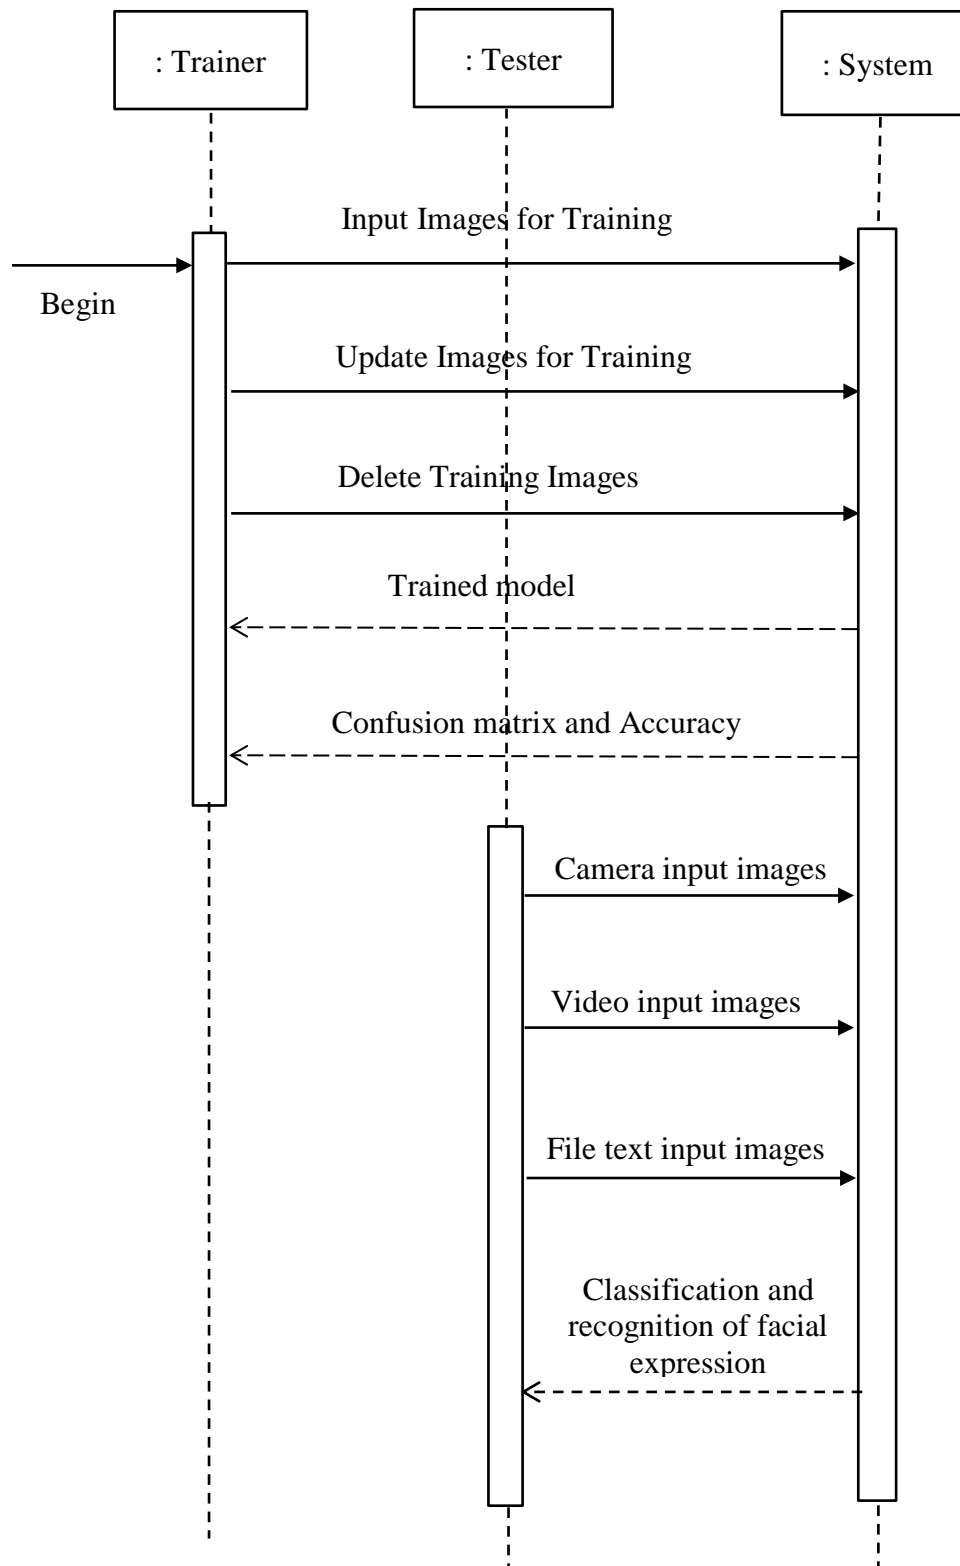 : Trainer
: Tester
: System
Input Images for Training
Begin
Update Images for Training
Delete Training Images
Trained model
Confusion matrix and Accuracy
Camera input images
Video input images
File text input images
Classification and
recognition of facial
expression